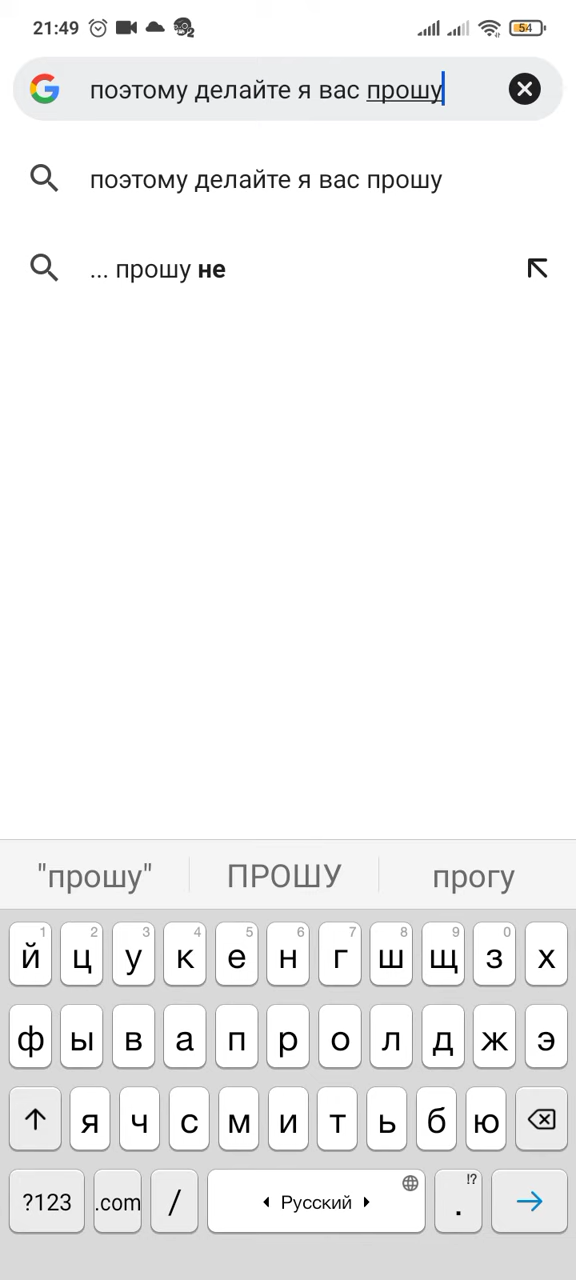 21:49
2
54
поэтому делайте я вас прошу
поэтому делайте я вас прошу
... прошу не
"прошу" ПРОШУ прогу
1 2 3 4 5 6 7 8 9 0
й ц у к е н г ш щ з х
ф ы в а п р о л д ж э
я ч с м и т ь б ю
?123 .com / Русский . !?